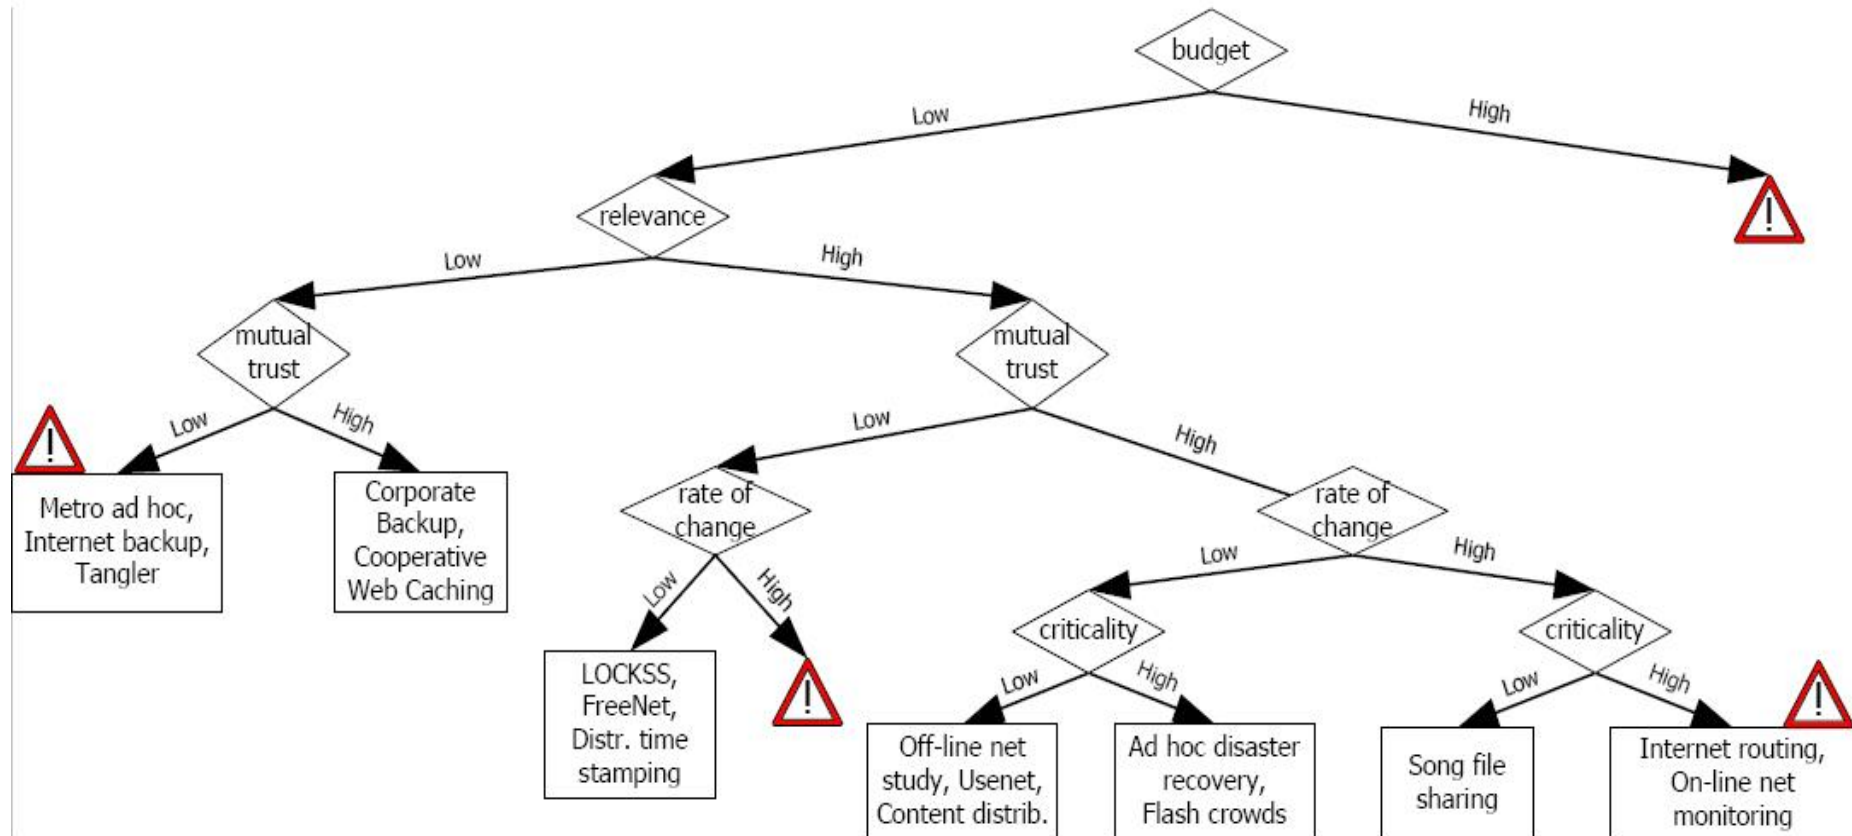 budget
Low
High
relevance
Low
High
mutual
trust
mutual
trust
Low
High
Low
High
!
!
Metro ad hoc,
Internet backup,
Tangler
Corporate
Backup,
Cooperative
Web Caching
rate of
change
rate of
change
Low
High
Low
High
LOCKSS,
FreeNet,
Distr. time
stamping
!
criticality
criticality
Low
High
Low
High
!
Off-line net
study, Usenet,
Content distrib.
Ad hoc disaster
recovery,
Flash crowds
Song file
sharing
Internet routing,
On-line net
monitoring